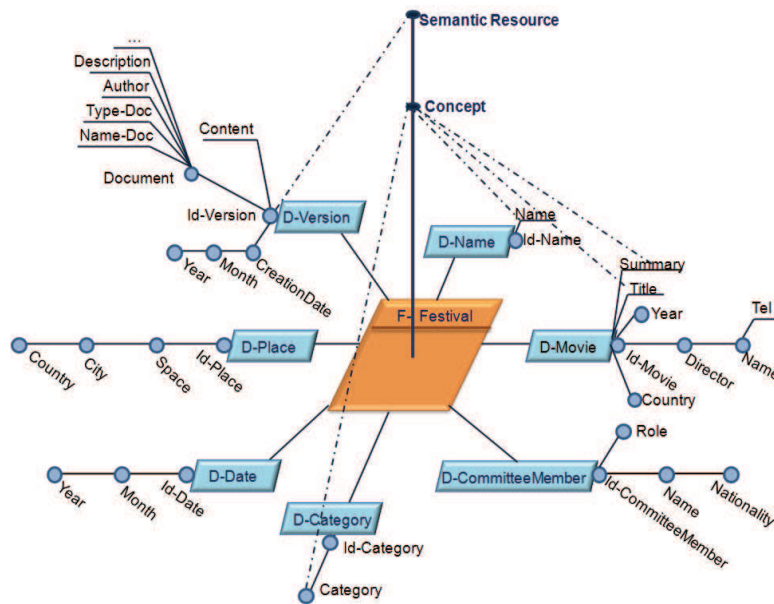 Semantic Resource
...
Description
Author
Type-Doc
Name-Doc
Document
Content
Concept
Id-Version
D-Version
Year
Month
CreationDate
Name
D-Name
Id-Name
Summary
Title
Tel
Year
F- Festival
D-Movie
Id-Movie
Director
Name
Country
D-Place
Id-Place
Space
City
Country
Role
D-CommitteeMember
Id-CommitteeMember
Name
Nationality
D-Date
Id-Date
Month
Year
D-Category
Id-Category
Category